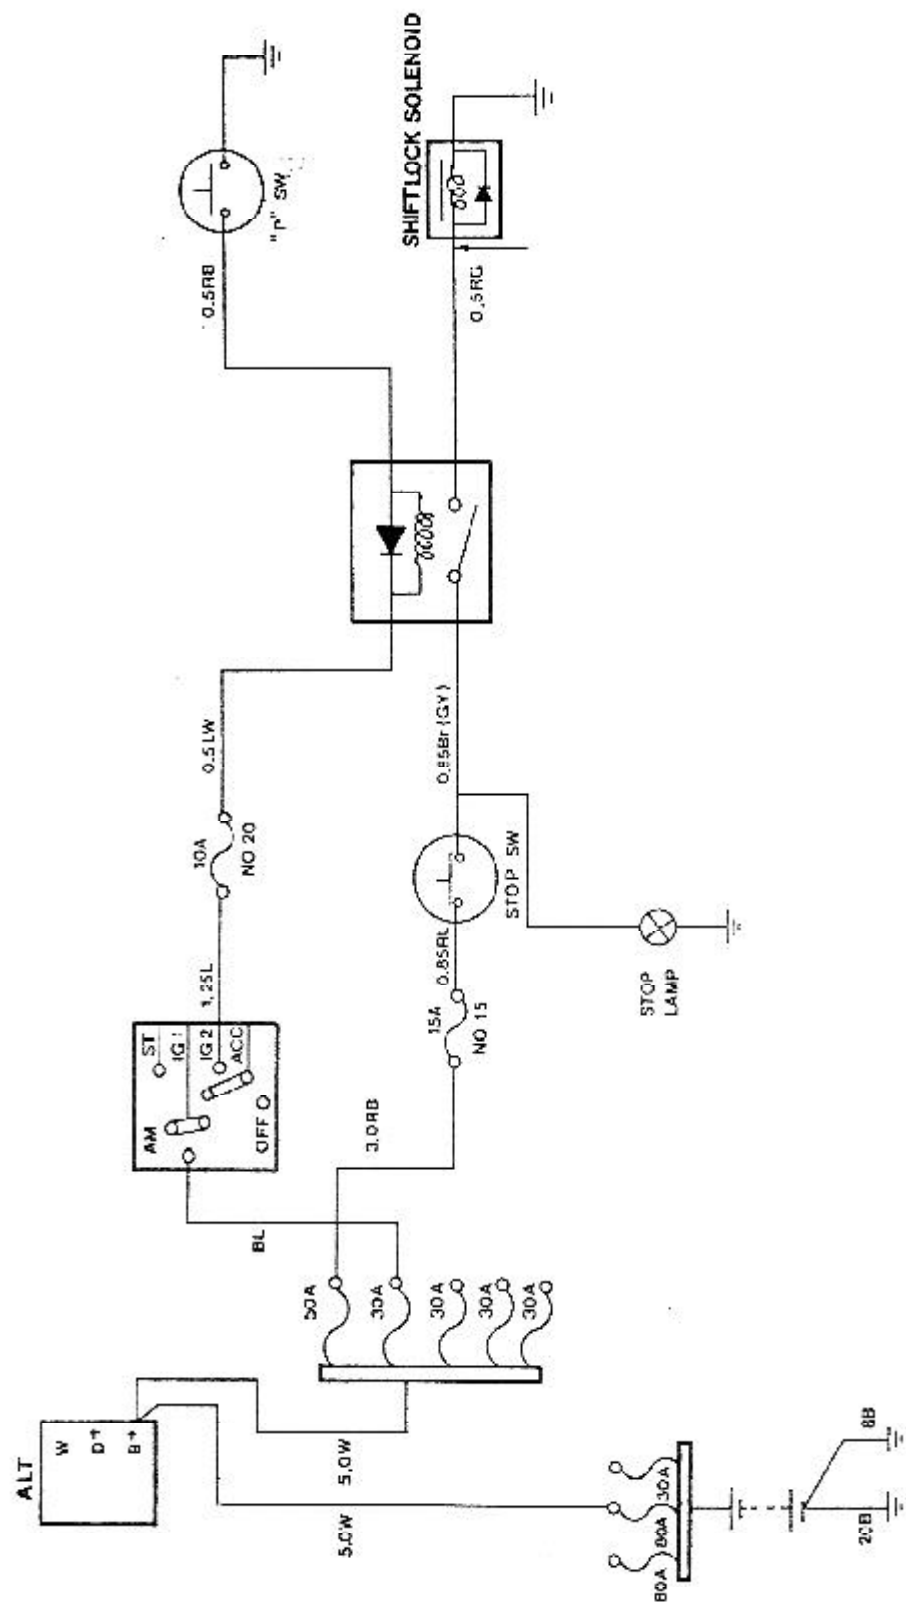 ALT
W
D+
B+
5.0W
5.0W
80A
80A
30A
20B
8B
50A
30A
30A
30A
30A
BL
3.0RB
AM
ST
IG1
IG2
ACC
OFF
1.25L
10A
NO 20
0.5LW
15A
NO 15
0.85RL
STOP SW
0.85Br(GY)
STOP
LAMP
0.5RB
SW
0.5RG
SHIFTLOCK SOLENOID